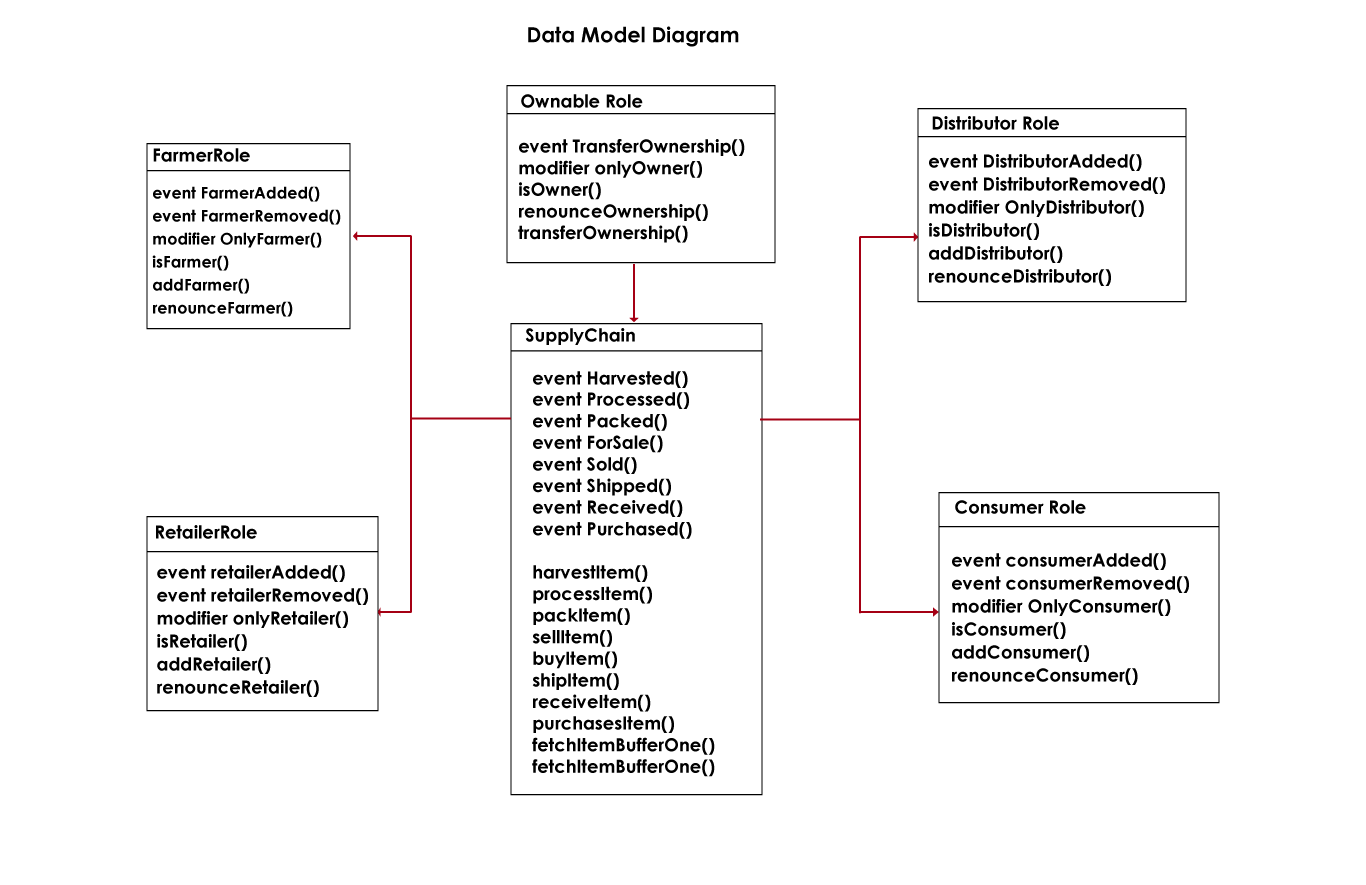 Data Model Diagram
Ownable Role
event TransferOwnership()
modifier onlyOwner()
isOwner()
renounceOwnership()
transferOwnership()
Distributor Role
event DistributorAdded()
event DistributorRemoved()
modifier OnlyDistributor()
isDistributor()
addDistributor()
renounceDistributor()
FarmerRole
event FarmerAdded()
event FarmerRemoved()
modifier OnlyFarmer()
isFarmer()
addFarmer()
renounceFarmer()
SupplyChain
event Harvested()
event Processed()
event Packed()
event ForSale()
event Sold()
event Shipped()
event Received()
event Purchased()
harvestItem()
processItem()
packItem()
sellItem()
buyItem()
shipItem()
receiveItem()
purchasesItem()
fetchItemBufferOne()
fetchItemBufferOne()
RetailerRole
event retailerAdded()
event retailerRemoved()
modifier onlyRetailer()
isRetailer()
addRetailer()
renounceRetailer()
Consumer Role
event consumerAdded()
event consumerRemoved()
modifier OnlyConsumer()
isConsumer()
addConsumer()
renounceConsumer()